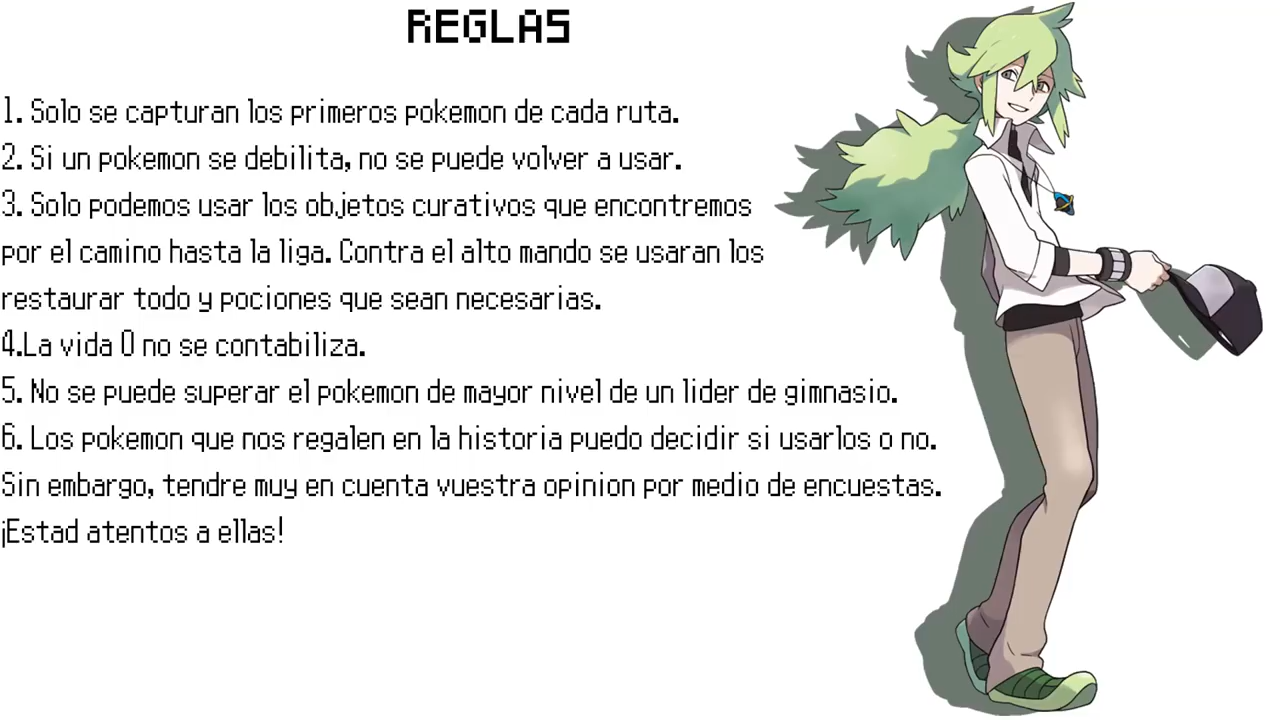 REGLAS
1. Solo se capturan los primeros pokemon de cada ruta.
2. Si un pokemon se debilita, no se puede volver a usar.
3. Solo podemos usar los objetos curativos que encontremos
por el camino hasta la liga. Contra el alto mando se usaran los
restaurar todo y pociones que sean necesarias.
4.La vida 0 no se contabiliza.
5. No se puede superar el pokemon de mayor nivel de un lider de gimnasio.
6. Los pokemon que nos regalen en la historia puedo decidir si usarlos o no.
Sin embargo, tendre muy en cuenta vuestra opinion por medio de encuestas.
¡Estad atentos a ellas!